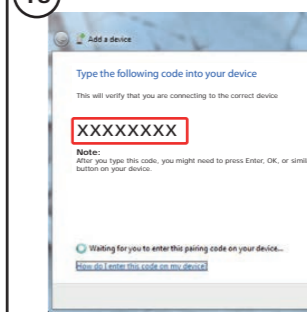 Add a device
Type the following code into your device
This will verify that you are connecting to the correct device
XXXXXXXX
Note:
After you type this code, you might need to press Enter, OK, or simil
button on your device.
Waiting for you to enter this pairing code on your device...
How do I enter this code on my device?